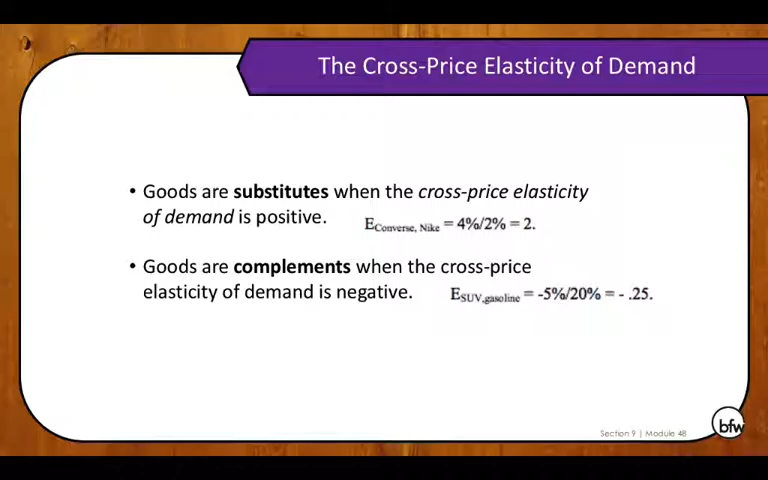 The Cross-Price Elasticity of Demand
• Goods are substitutes when the cross-price elasticity
of demand is positive. EConverse, Nike = 4%/2% = 2.
• Goods are complements when the cross-price
elasticity of demand is negative. ESUV,gasoline = -5%/20% = - .25.
Section 9 | Module 48
bfw